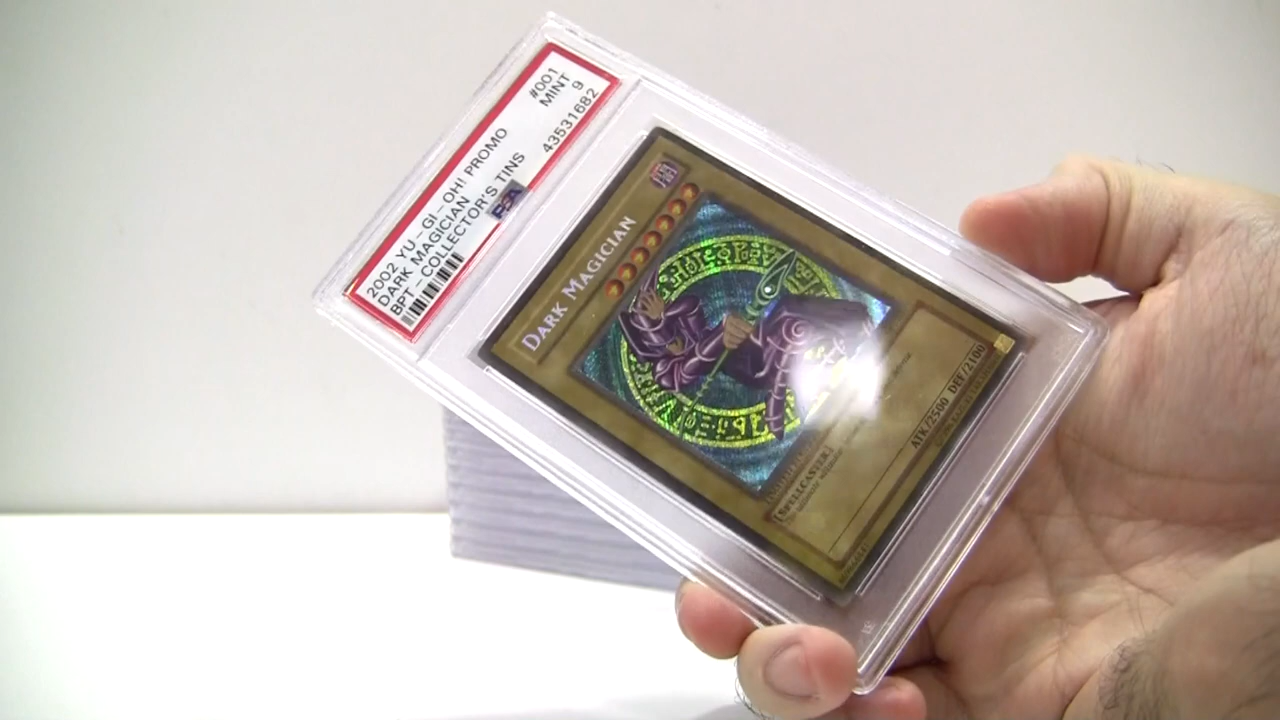 2002 YU-GI-OH! PROMO #001
DARK MAGICIAN MINT
BPT-COLLECTOR'S TINS 9
PSA 43531682
DARK MAGICIAN
[SPELLCASTER]
ultimate
ATK/2500 DEF/2100